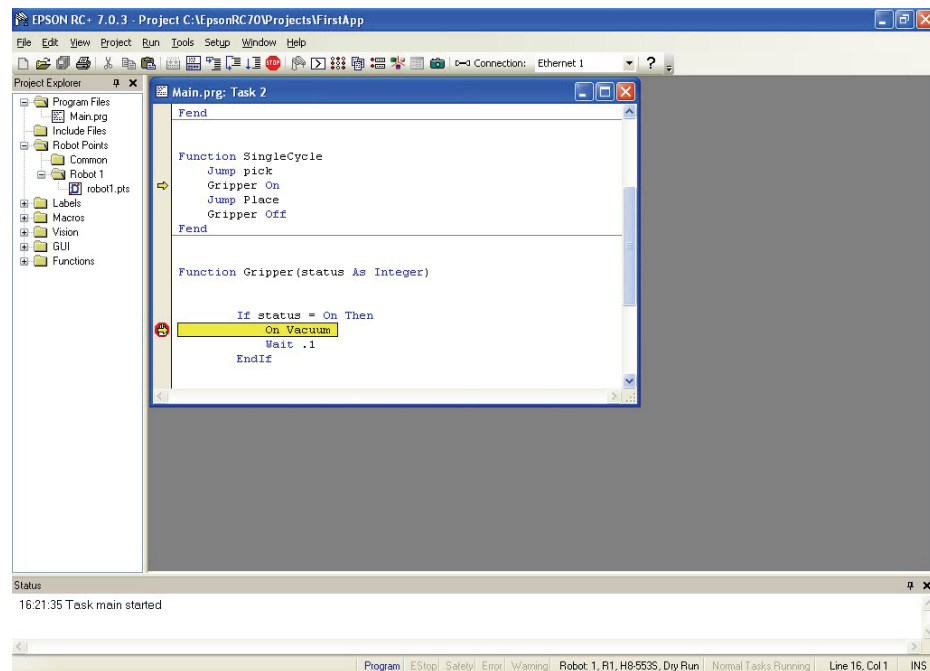 EPSON RC+ 7.0.3 - Project C:\EpsonRC70\Projects\FirstApp
File Edit View Project Run Tools Setup Window Help
Connection: Ethernet 1
Project Explorer
Program Files
Main.prg
Include Files
Robot Points
Common
Robot 1
robot1.pts
Labels
Macros
Vision
GUI
Functions
Main.prg: Task 2
Fend
Function SingleCycle
Jump pick
Gripper On
Jump Place
Gripper Off
Fend
Function Gripper(status As Integer)
If status = On Then
On Vacuum
Wait .1
EndIf
Status
16:21:35 Task main started
Program EStop Safety Error Warning Robot: 1, R1, H8-553S, Dry Run Normal Tasks Running Line 16, Col 1 INS